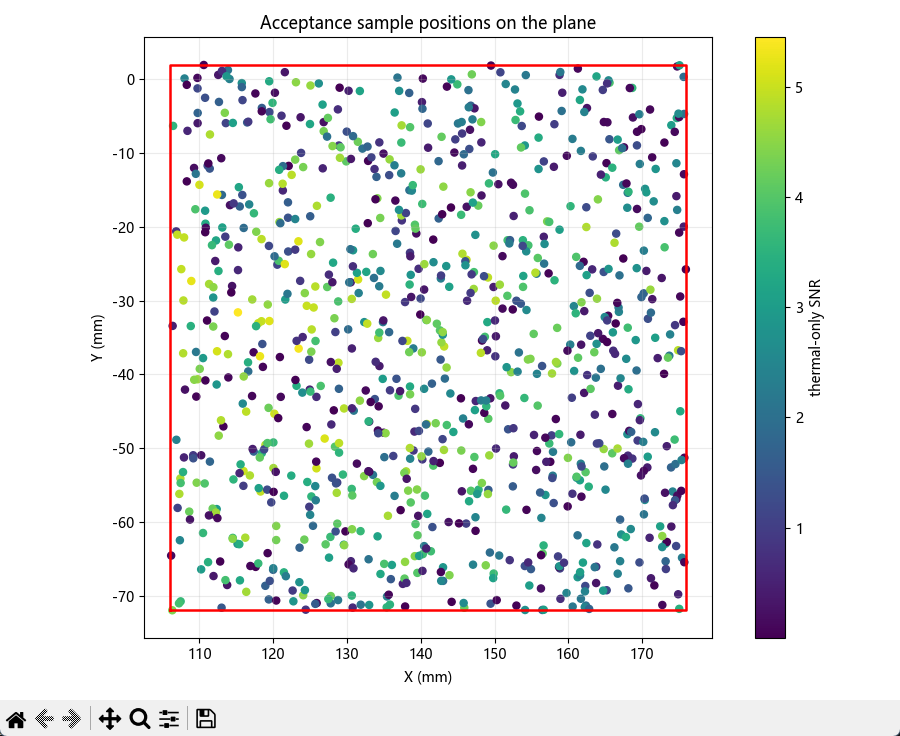 Acceptance sample positions on the plane
0
-10
-20
-30
-40
-50
-60
-70
Y (mm)
110 120 130 140 150 160 170
X (mm)
5
4
3
2
1
thermal-only SNR